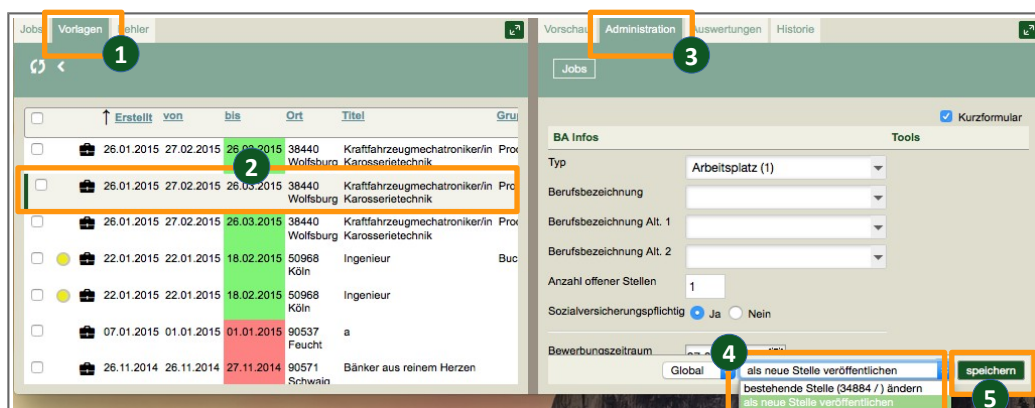 Jobs Vorlagen Fehler
1
Erstellt von bis Ort Titel
26.01.2015 27.02.2015 26.03.2015 38440 Kraftfahrzeugmechatroniker/in
Wolfsburg Karosserietechnik
2
26.01.2015 27.02.2015 26.03.2015 38440 Kraftfahrzeugmechatroniker/in
Wolfsburg Karosserietechnik
26.01.2015 27.02.2015 26.03.2015 38440 Kraftfahrzeugmechatroniker/in
Wolfsburg Karosserietechnik
22.01.2015 22.01.2015 18.02.2015 50968 Ingenieur Buc
Köln
22.01.2015 22.01.2015 18.02.2015 50968 Ingenieur
Köln
07.01.2015 01.01.2015 01.01.2015 90537 a
Feucht
26.11.2014 26.11.2014 27.11.2014 90571 Bänker aus reinem Herzen
Schwaig
Vorschau Administration Auswertungen Historie
3
Jobs
Kurzformular
BA Infos Tools
Typ Arbeitsplatz (1)
Berufsbezeichnung
Berufsbezeichnung Alt. 1
Berufsbezeichnung Alt. 2
Anzahl offener Stellen 1
Sozialversicherungspflichtig Ja Nein
Bewerbungszeitraum
4
Global als neue Stelle veröffentlichen speichern
bestehende Stelle (34884 / ) ändern
als neue Stelle veröffentlichen
5